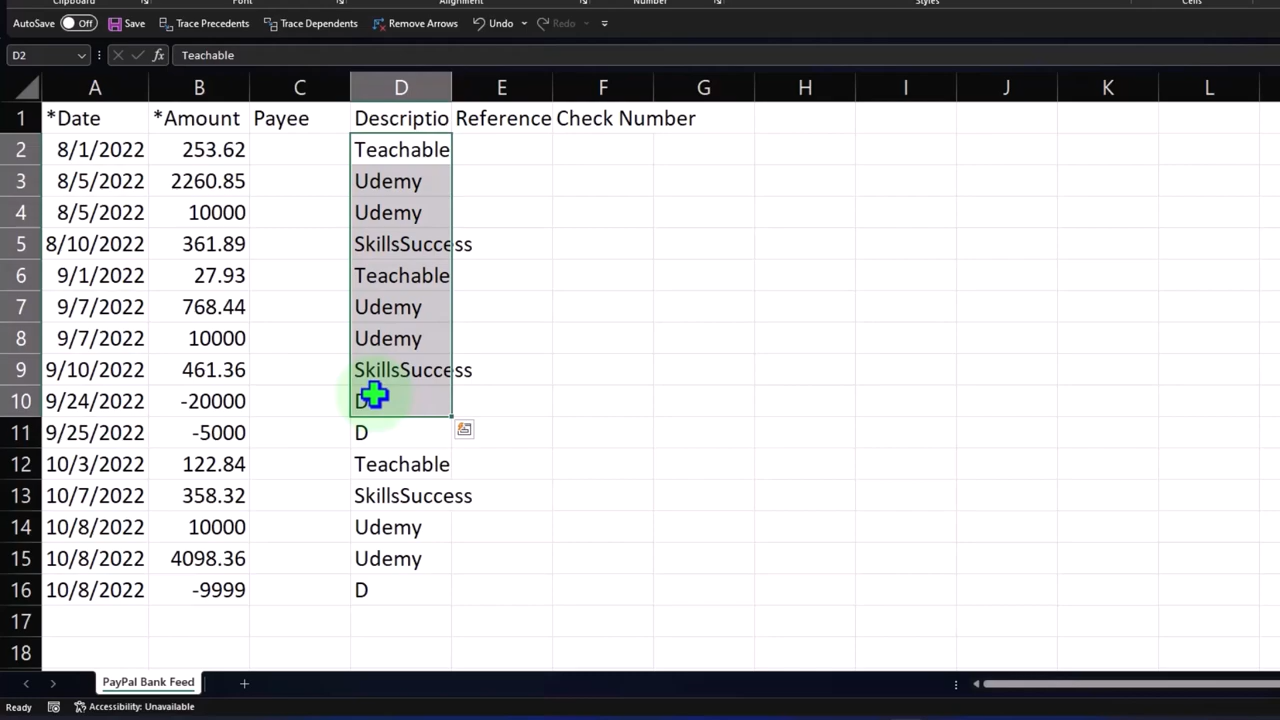 Clipboard Font Alignment Number Styles Cells
AutoSave Off Save Trace Precedents Trace Dependents Remove Arrows Undo Redo
D2 fx Teachable
A B C D E F G H I J K L
1 *Date *Amount Payee Descriptio Reference Check Number
2 8/1/2022 253.62 Teachable
3 8/5/2022 2260.85 Udemy
4 8/5/2022 10000 Udemy
5 8/10/2022 361.89 SkillsSuccess
6 9/1/2022 27.93 Teachable
7 9/7/2022 768.44 Udemy
8 9/7/2022 10000 Udemy
9 9/10/2022 461.36 SkillsSuccess
10 9/24/2022 -20000 D
11 9/25/2022 -5000 D
12 10/3/2022 122.84 Teachable
13 10/7/2022 358.32 SkillsSuccess
14 10/8/2022 10000 Udemy
15 10/8/2022 4098.36 Udemy
16 10/8/2022 -9999 D
17
18
PayPal Bank Feed
Ready Accessibility: Unavailable